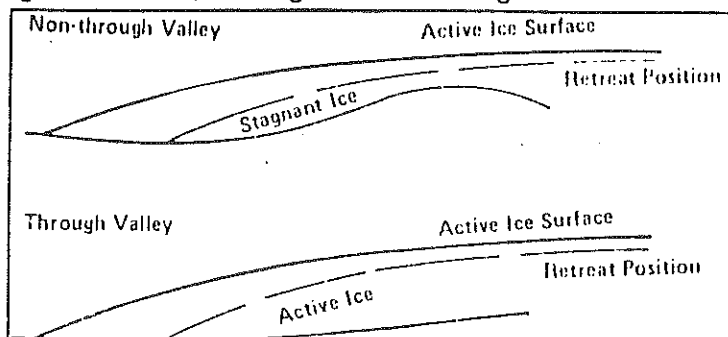 Non-through Valley
Active Ice Surface
Retreat Position
Stagnant Ice
Through Valley
Active Ice Surface
Retreat Position
Active Ice